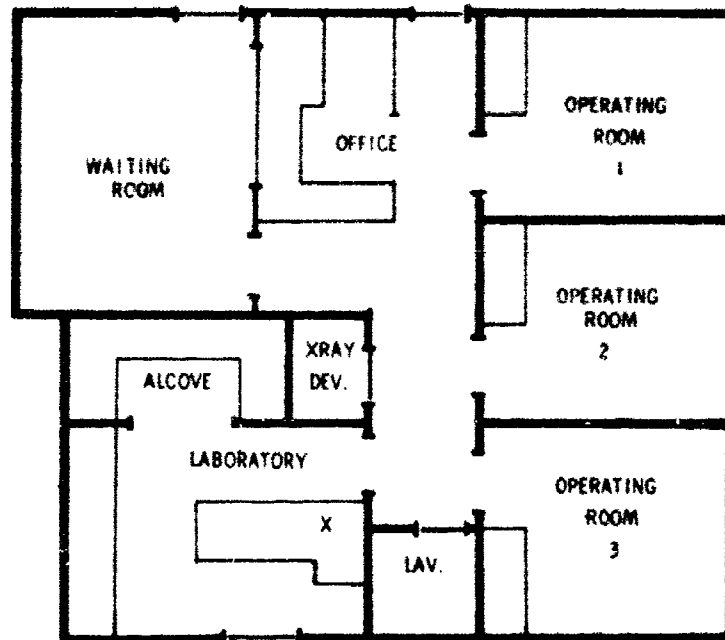 OPERATING
ROOM
1
OFFICE
WAITING
ROOM
OPERATING
ROOM
2
XRAY
DEV.
ALCOVE
LABORATORY
OPERATING
ROOM
3
X
LAV.